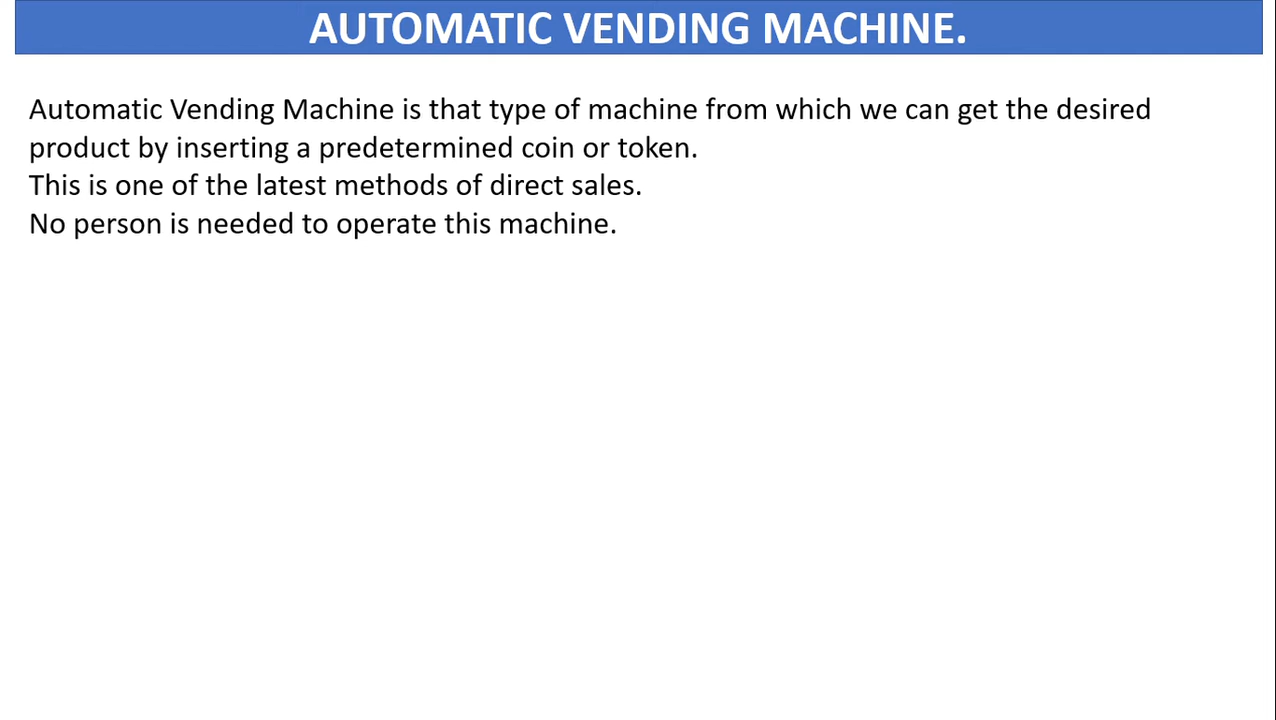 AUTOMATIC VENDING MACHINE.
Automatic Vending Machine is that type of machine from which we can get the desired
product by inserting a predetermined coin or token.
This is one of the latest methods of direct sales.
No person is needed to operate this machine.